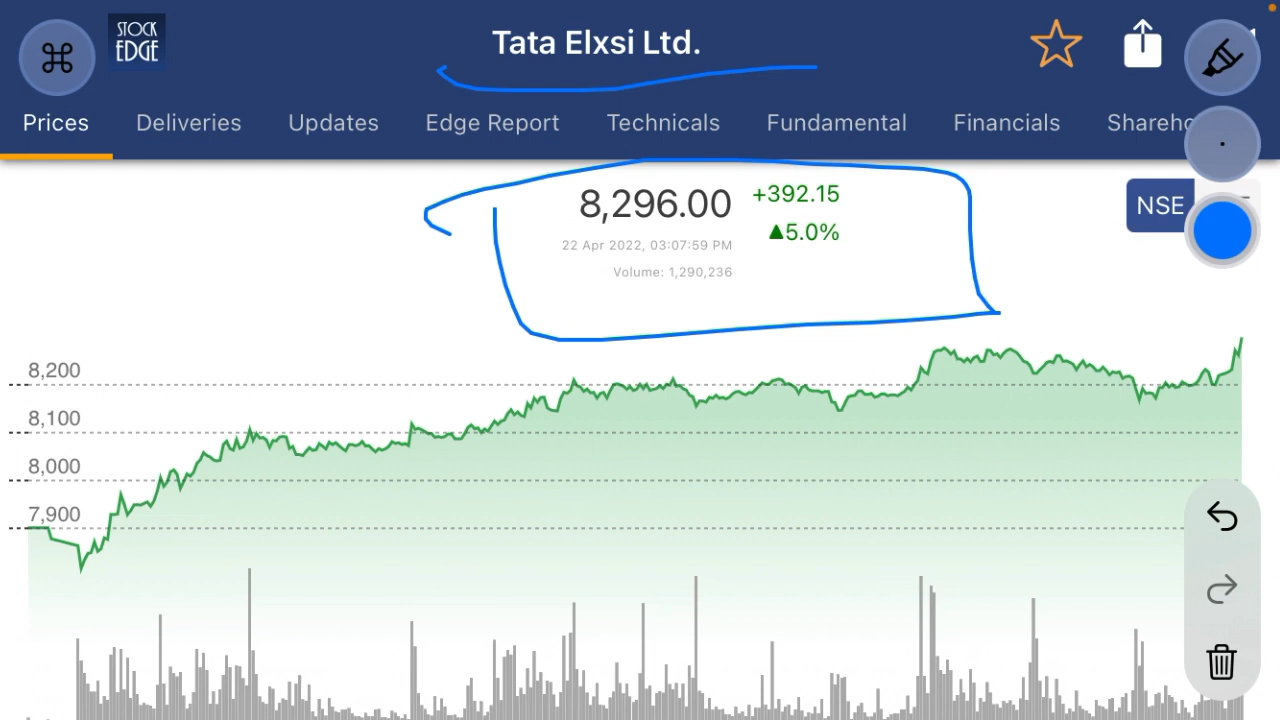 STOCK
EDGE
Tata Elxsi Ltd.
Prices Deliveries Updates Edge Report Technicals Fundamental Financials
8,296.00 +392.15
▲5.0%
22 Apr 2022, 03:07:59 PM
Volume: 1,290,236
NSE
8,200
8,100
8,000
7,900